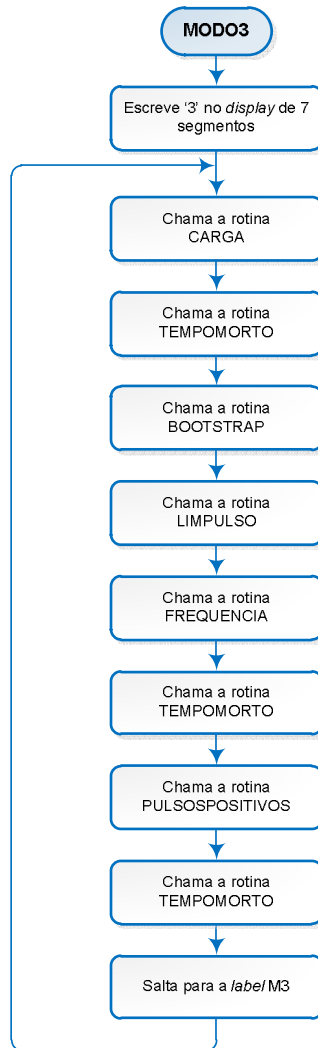 MODO3
Escreve ‘3’ no display de 7
segmentos
Chama a rotina
CARGA
Chama a rotina
TEMPOMORTO
Chama a rotina
BOOTSTRAP
Chama a rotina
LIMPULSO
Chama a rotina
FREQUENCIA
Chama a rotina
TEMPOMORTO
Chama a rotina
PULSOSPOSITIVOS
Chama a rotina
TEMPOMORTO
Salta para a label M3